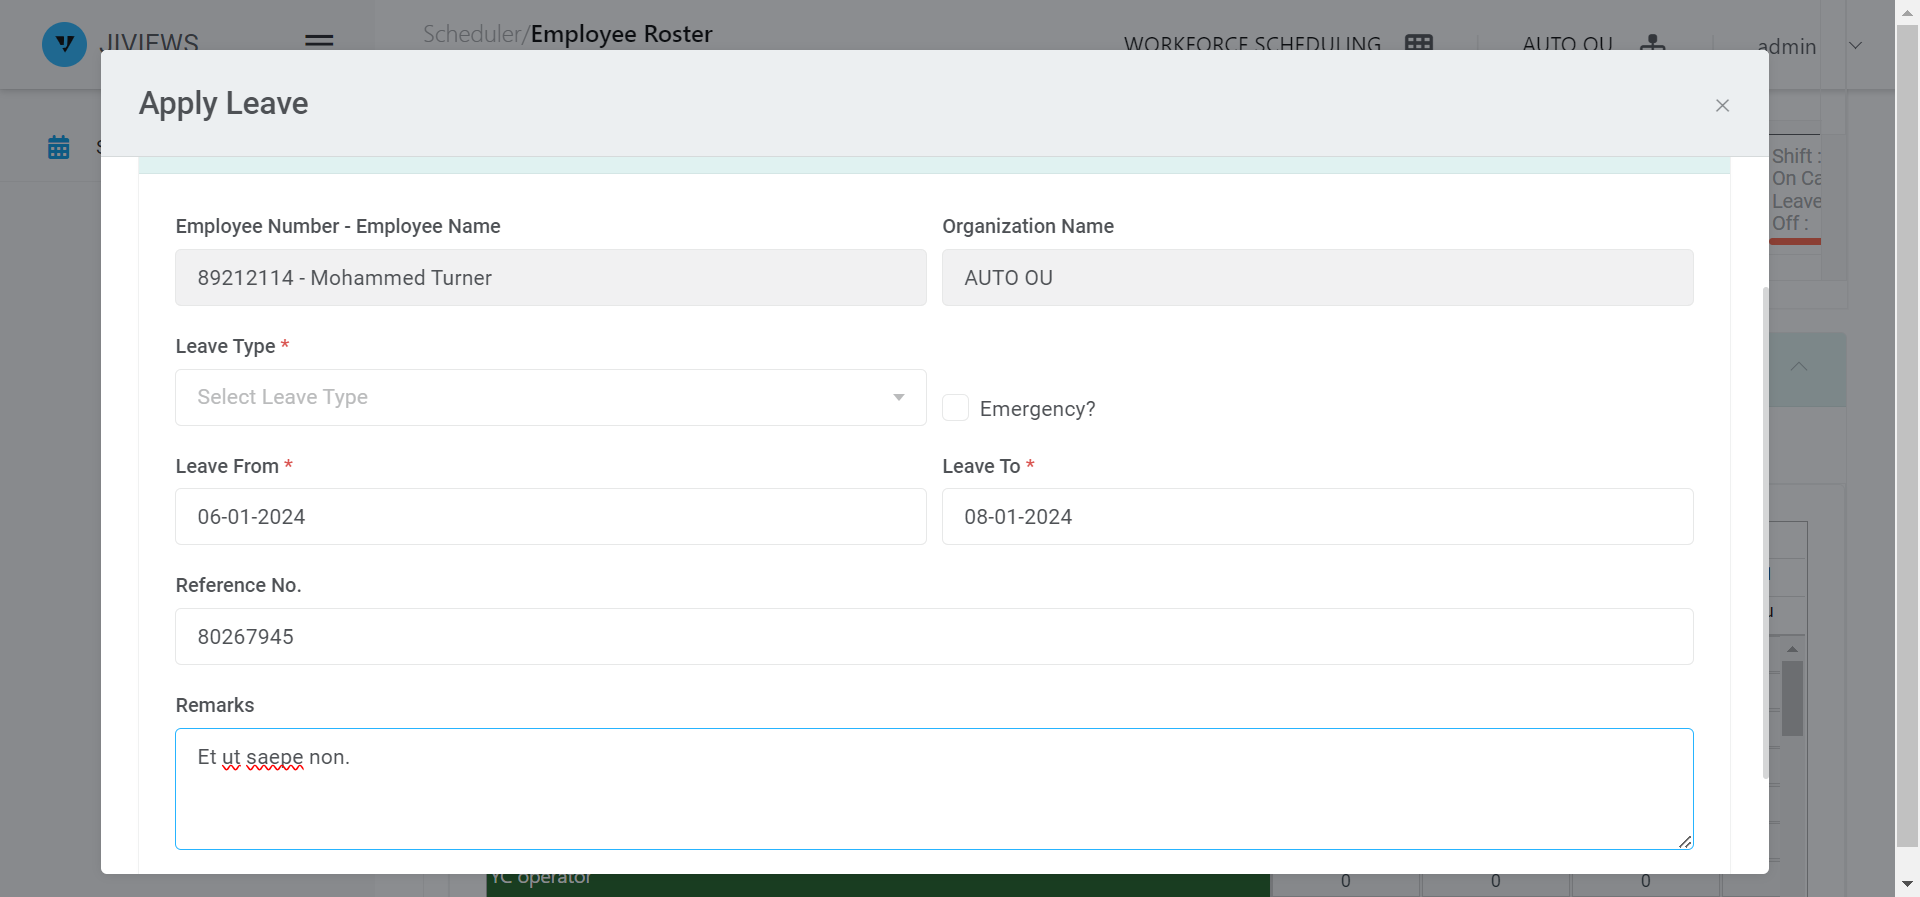 JIVIEWS
Scheduler/Employee Roster
WORKFORCE SCHEDULING
AUTO OU
admin
Apply Leave
Shift :
On Ca
Leave
Off :
Employee Number - Employee Name
Organization Name
89212114 - Mohammed Turner
AUTO OU
Leave Type *
Select Leave Type
Emergency?
Leave From *
Leave To *
06-01-2024
08-01-2024
Reference No.
80267945
Remarks
Et ut saepe non.
YC operator
0
0
0